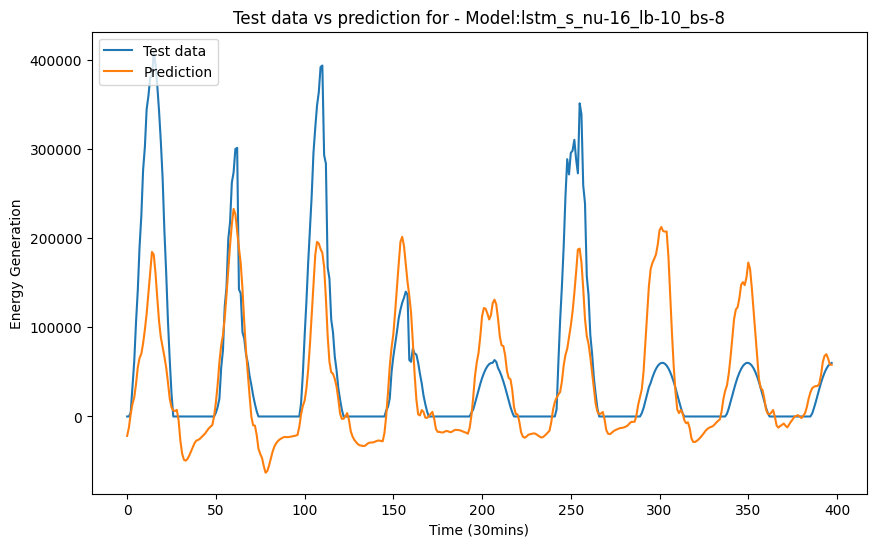 Test data vs prediction for - Model:lstm_s_nu-16_lb-10_bs-8
Test data
Prediction
400000
300000
200000
100000
0
Energy Generation
0 50 100 150 200 250 300 350 400
Time (30mins)